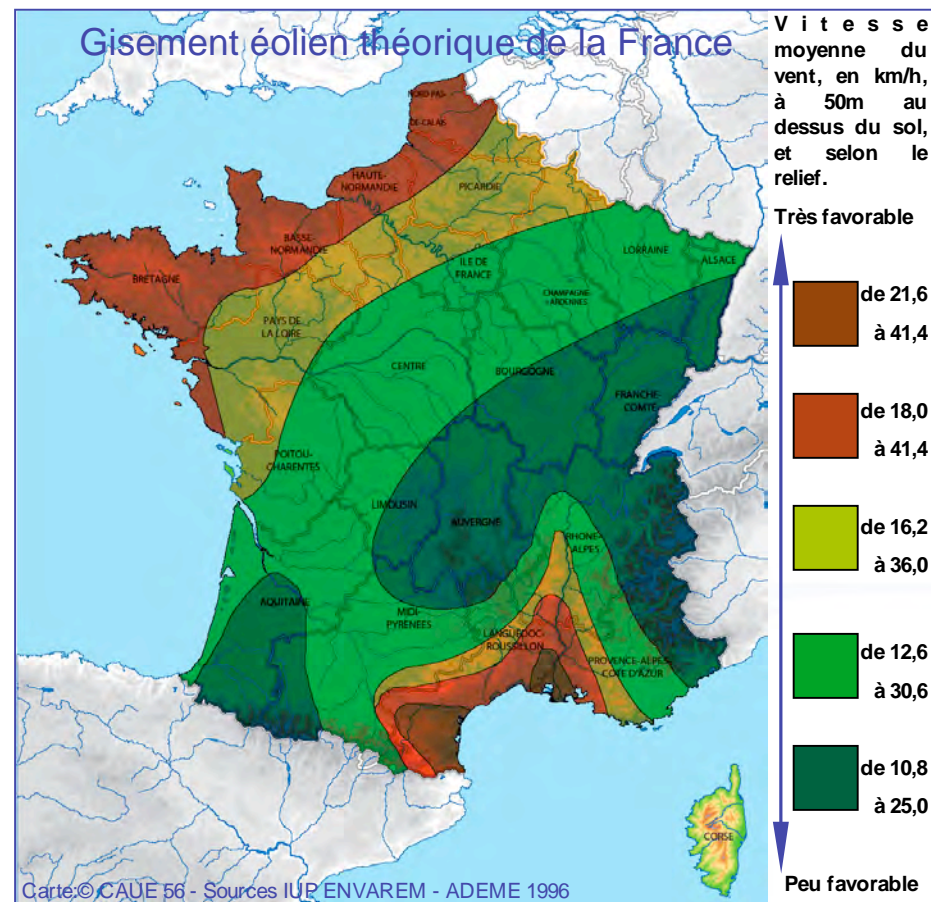 Gisement éolien théorique de la France
Vitesse
moyenne du
vent, en km/h,
à 50m au
dessus du sol,
et selon le
relief.
Très favorable
de 21,6
à 41,4
de 18,0
à 41,4
de 16,2
à 36,0
de 12,6
à 30,6
de 10,8
à 25,0
Peu favorable
NORD-PAS-
DE-CALAIS
HAUTE-
NORMANDIE
PICARDIE
BASSE-
NORMANDIE
BRETAGNE
ILE DE
FRANCE
LORRAINE
ALSACE
CHAMPAGNE
ARDENNES
PAYS DE
LA LOIRE
CENTRE
BOURGOGNE
FRANCHE
COMTÉ
POITOU-
CHARENTES
LIMOUSIN
AUVERGNE
RHONE-
ALPES
AQUITAINE
MIDI-
PYRENEES
LANGUEDOC-
ROUSSILLON
PROVENCE-ALPES-
COTE D'AZUR
CORSE
Carte:© CAUE 56 - Sources IUP ENVAREM - ADEME 1996